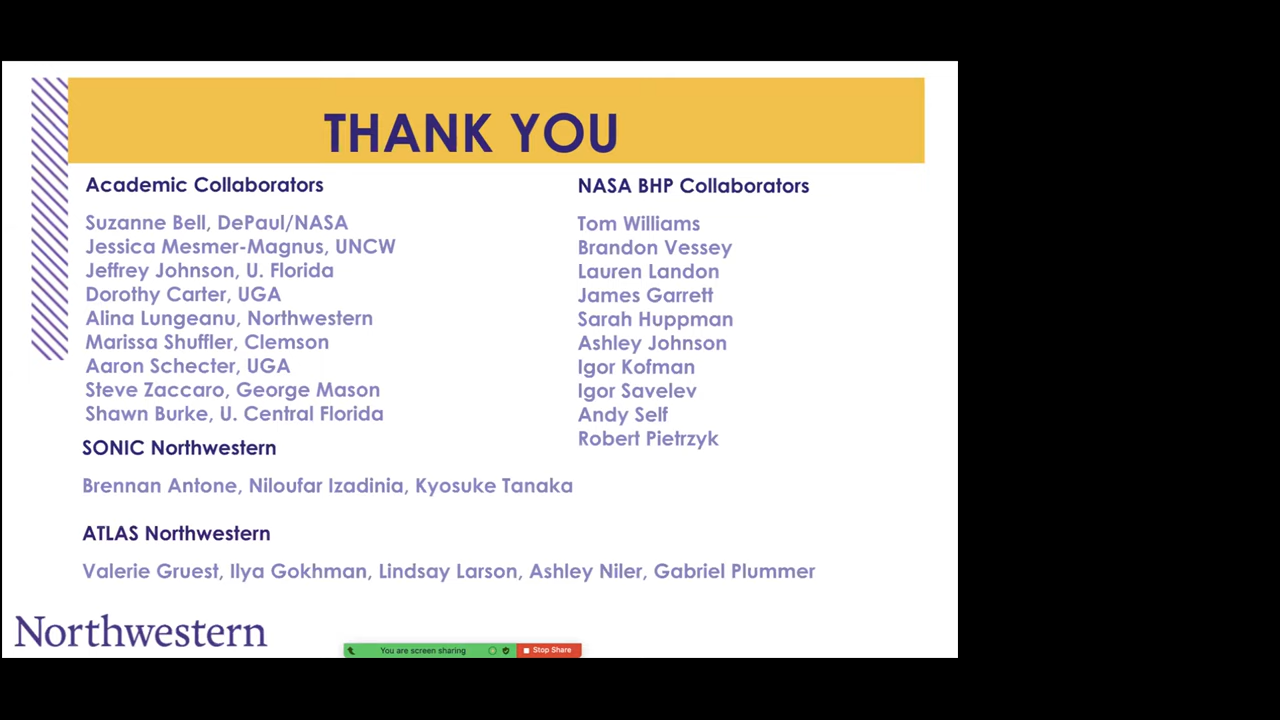 THANK YOU
Academic Collaborators
Suzanne Bell, DePaul/NASA
Jessica Mesmer-Magnus, UNCW
Jeffrey Johnson, U. Florida
Dorothy Carter, UGA
Alina Lungeanu, Northwestern
Marissa Shuffler, Clemson
Aaron Schecter, UGA
Steve Zaccaro, George Mason
Shawn Burke, U. Central Florida
NASA BHP Collaborators
Tom Williams
Brandon Vessey
Lauren Landon
James Garrett
Sarah Huppman
Ashley Johnson
Igor Kofman
Igor Savelev
Andy Self
Robert Pietrzyk
SONIC Northwestern
Brennan Antone, Niloufar Izadinia, Kyosuke Tanaka
ATLAS Northwestern
Valerie Gruest, Ilya Gokhman, Lindsay Larson, Ashley Niler, Gabriel Plummer
Northwestern
You are screen sharing
Stop Share